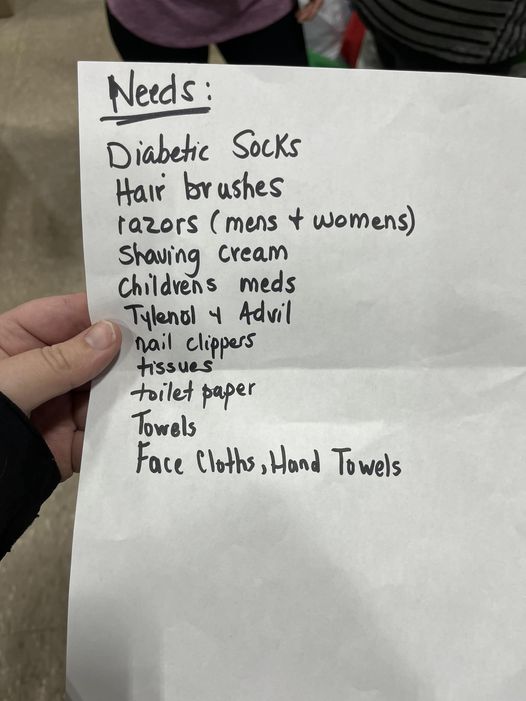 Needs:
Diabetic Socks
Hair brushes
razors (mens + womens)
Shaving cream
Childrens meds
Tylenol + Advil
nail clippers
tissues
toilet paper
Towels
Face Cloths, Hand Towels